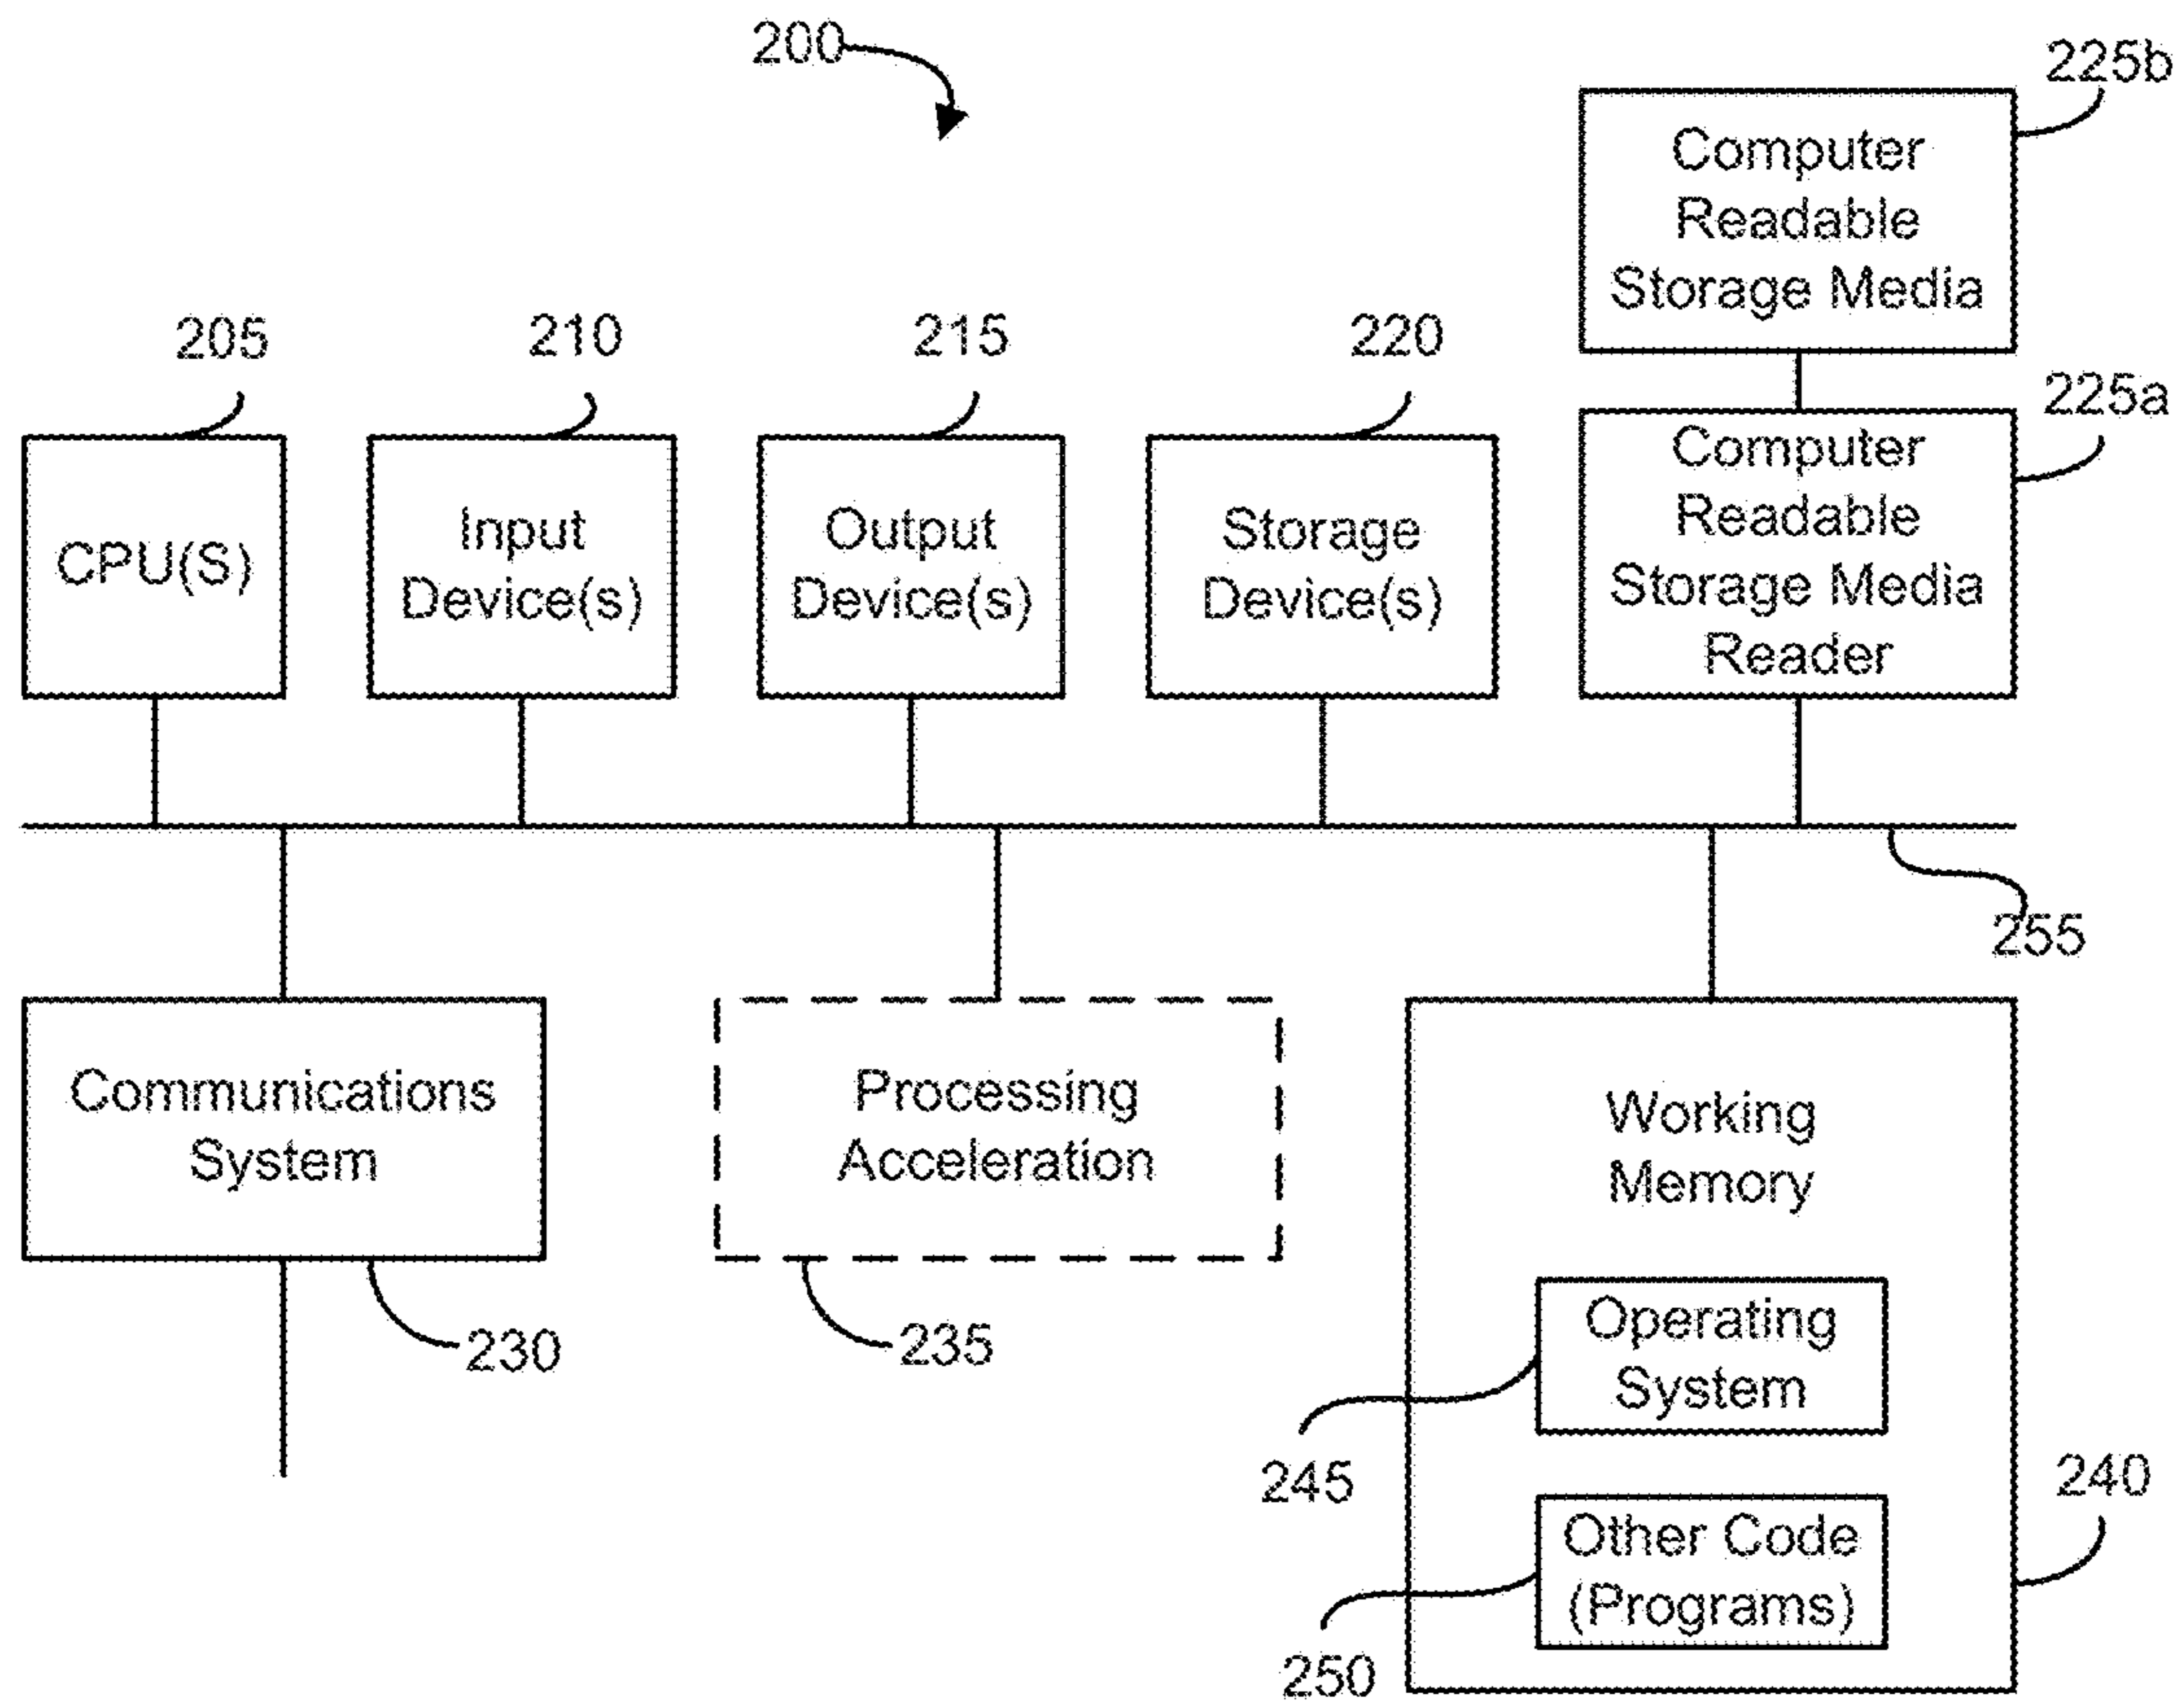 200
225b
Computer
Readable
Storage Media
205
210
215
220
225a
CPU(S)
Input
Device(s)
Output
Device(s)
Storage
Device(s)
Computer
Readable
Storage Media
Reader
255
Communications
System
Processing
Acceleration
Working
Memory
230
235
Operating
System
245
240
Other Code
(Programs)
250